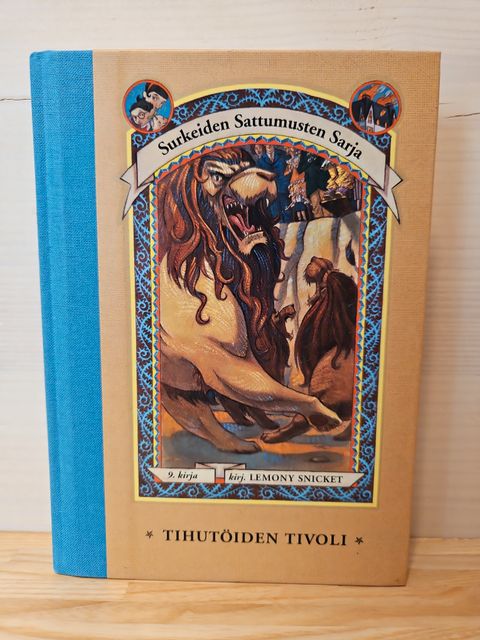 Surkeiden Sattumusten Sarja
9. kirja kirj. LEMONY SNICKET
* TIHUTÖIDEN TIVOLI *